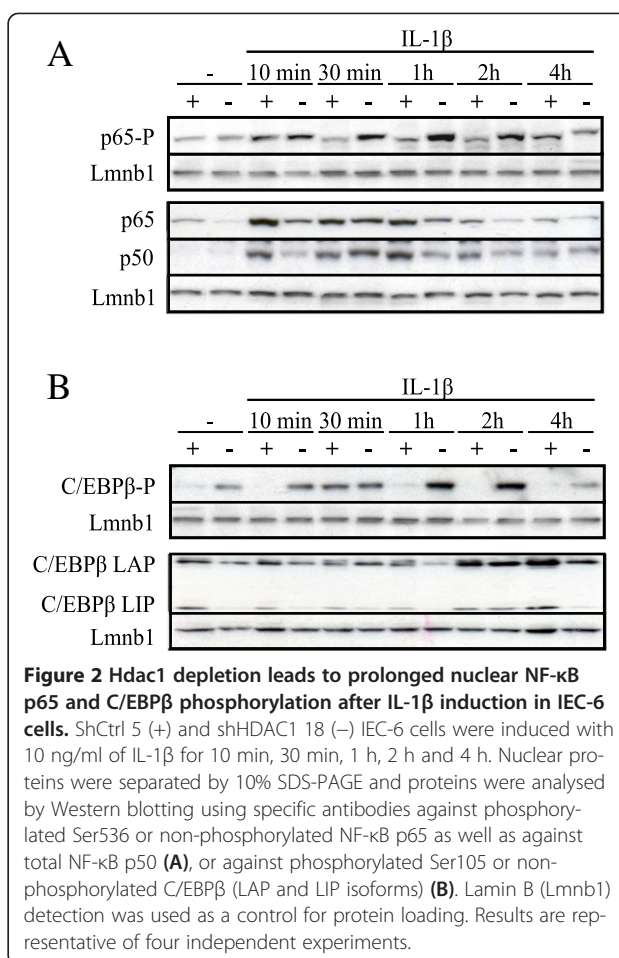 A
IL-1β
- 10 min 30 min 1h 2h 4h
+ - + - + - + - + - + -
p65-P
Lmnb1
p65
p50
Lmnb1
B
IL-1β
- 10 min 30 min 1h 2h 4h
+ - + - + - + - + - + -
C/EBPβ-P
Lmnb1
C/EBPβ LAP
C/EBPβ LIP
Lmnb1
Figure 2 Hdac1 depletion leads to prolonged nuclear NF-κB
p65 and C/EBPβ phosphorylation after IL-1β induction in IEC-6
cells. ShCtrl 5 (+) and shHDAC1 18 (−) IEC-6 cells were induced with
10 ng/ml of IL-1β for 10 min, 30 min, 1 h, 2 h and 4 h. Nuclear pro-
teins were separated by 10% SDS-PAGE and proteins were analysed
by Western blotting using specific antibodies against phosphory-
lated Ser536 or non-phosphorylated NF-κB p65 as well as against
total NF-κB p50 (A), or against phosphorylated Ser105 or non-
phosphorylated C/EBPβ (LAP and LIP isoforms) (B). Lamin B (Lmnb1)
detection was used as a control for protein loading. Results are rep-
resentative of four independent experiments.